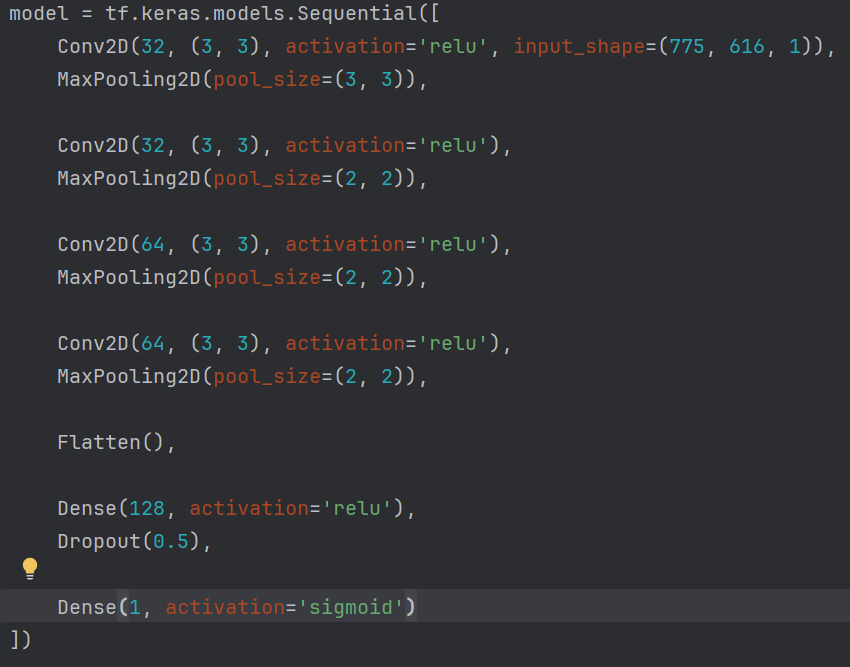 model = tf.keras.models.Sequential([
    Conv2D(32, (3, 3), activation='relu', input_shape=(775, 616, 1)),
    MaxPooling2D(pool_size=(3, 3)),

    Conv2D(32, (3, 3), activation='relu'),
    MaxPooling2D(pool_size=(2, 2)),

    Conv2D(64, (3, 3), activation='relu'),
    MaxPooling2D(pool_size=(2, 2)),

    Conv2D(64, (3, 3), activation='relu'),
    MaxPooling2D(pool_size=(2, 2)),

    Flatten(),

    Dense(128, activation='relu'),
    Dropout(0.5),

    Dense(1, activation='sigmoid')
])